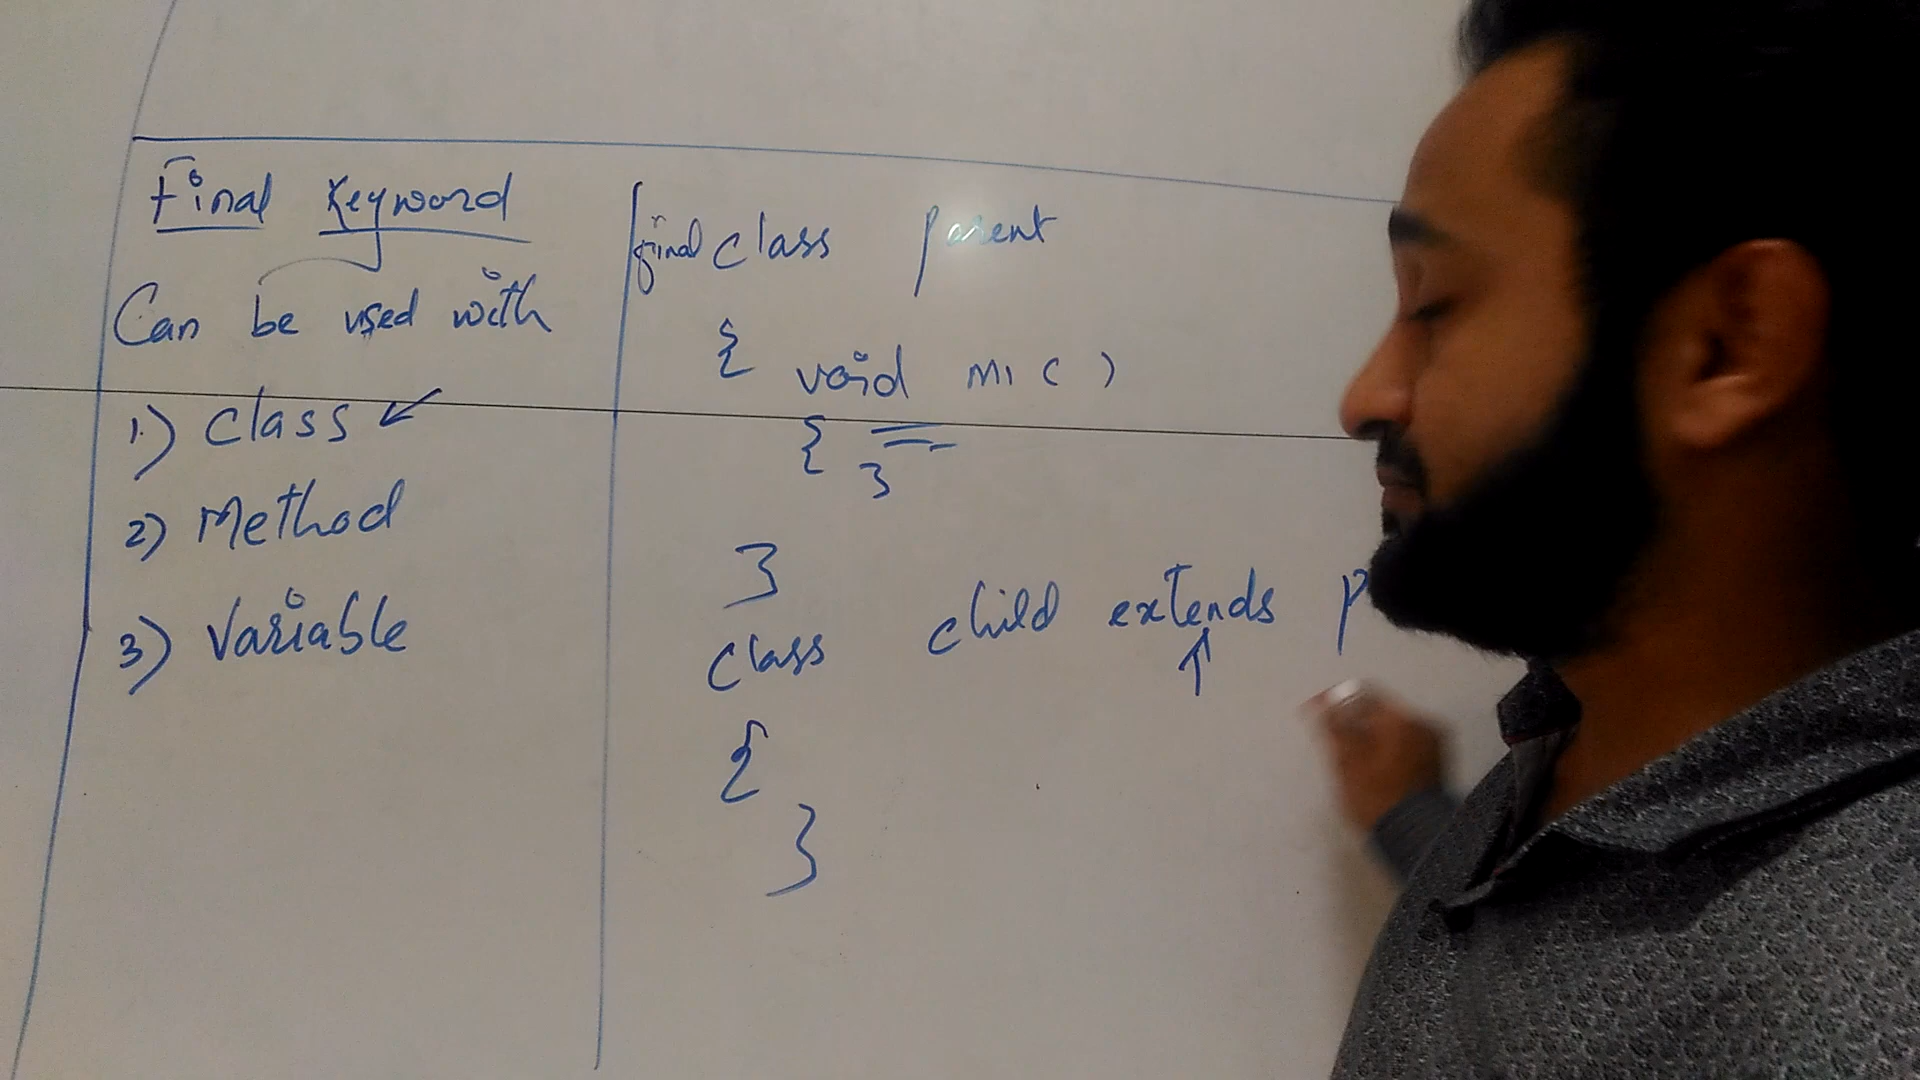 Final Keyword
Can be used with
1.) class
2) Method
3) Variable
final class parent
{ void m1 ( )
{
}
}
class child extends P
{
}